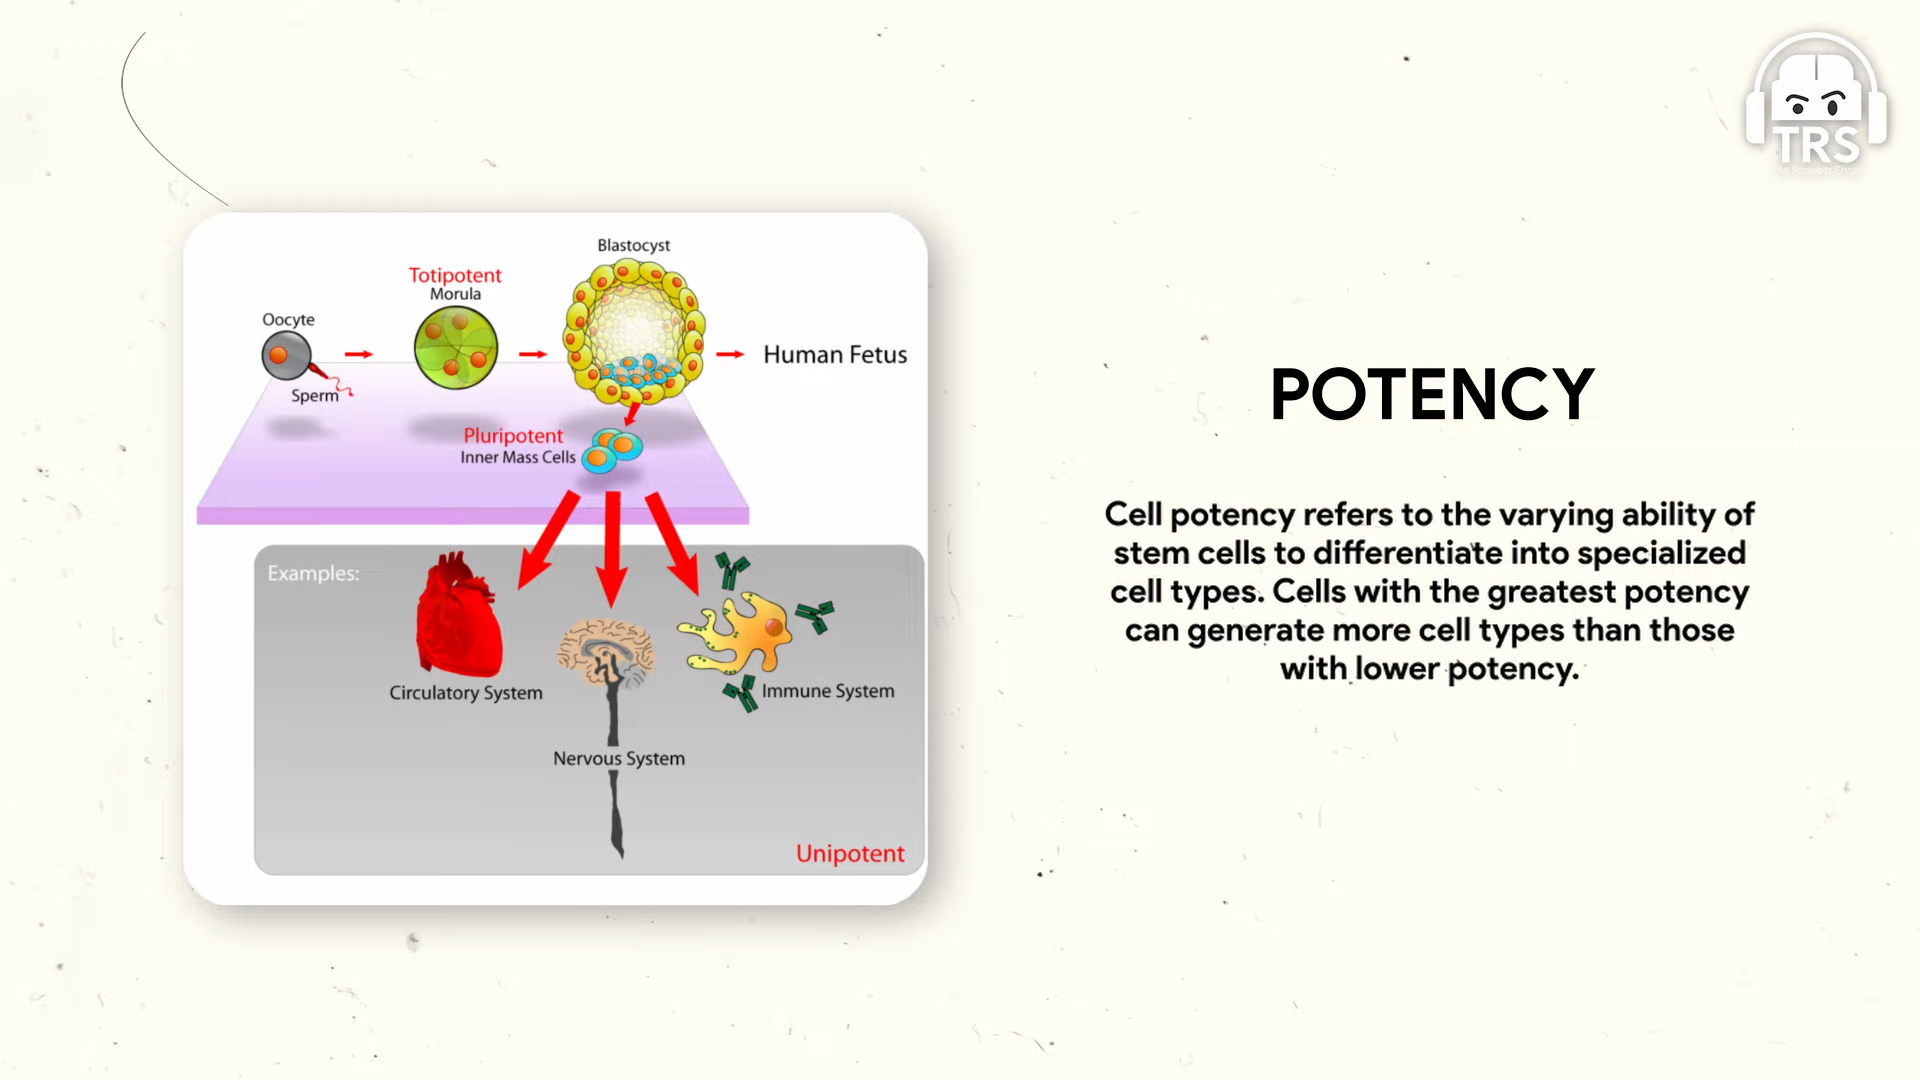 TRS
Blastocyst
Totipotent
Morula
Oocyte
Human Fetus
Sperm
Pluripotent
Inner Mass Cells
Examples:
Circulatory System
Immune System
Nervous System
Unipotent
POTENCY
Cell potency refers to the varying ability of
stem cells to differentiate into specialized
cell types. Cells with the greatest potency
can generate more cell types than those
with lower potency.